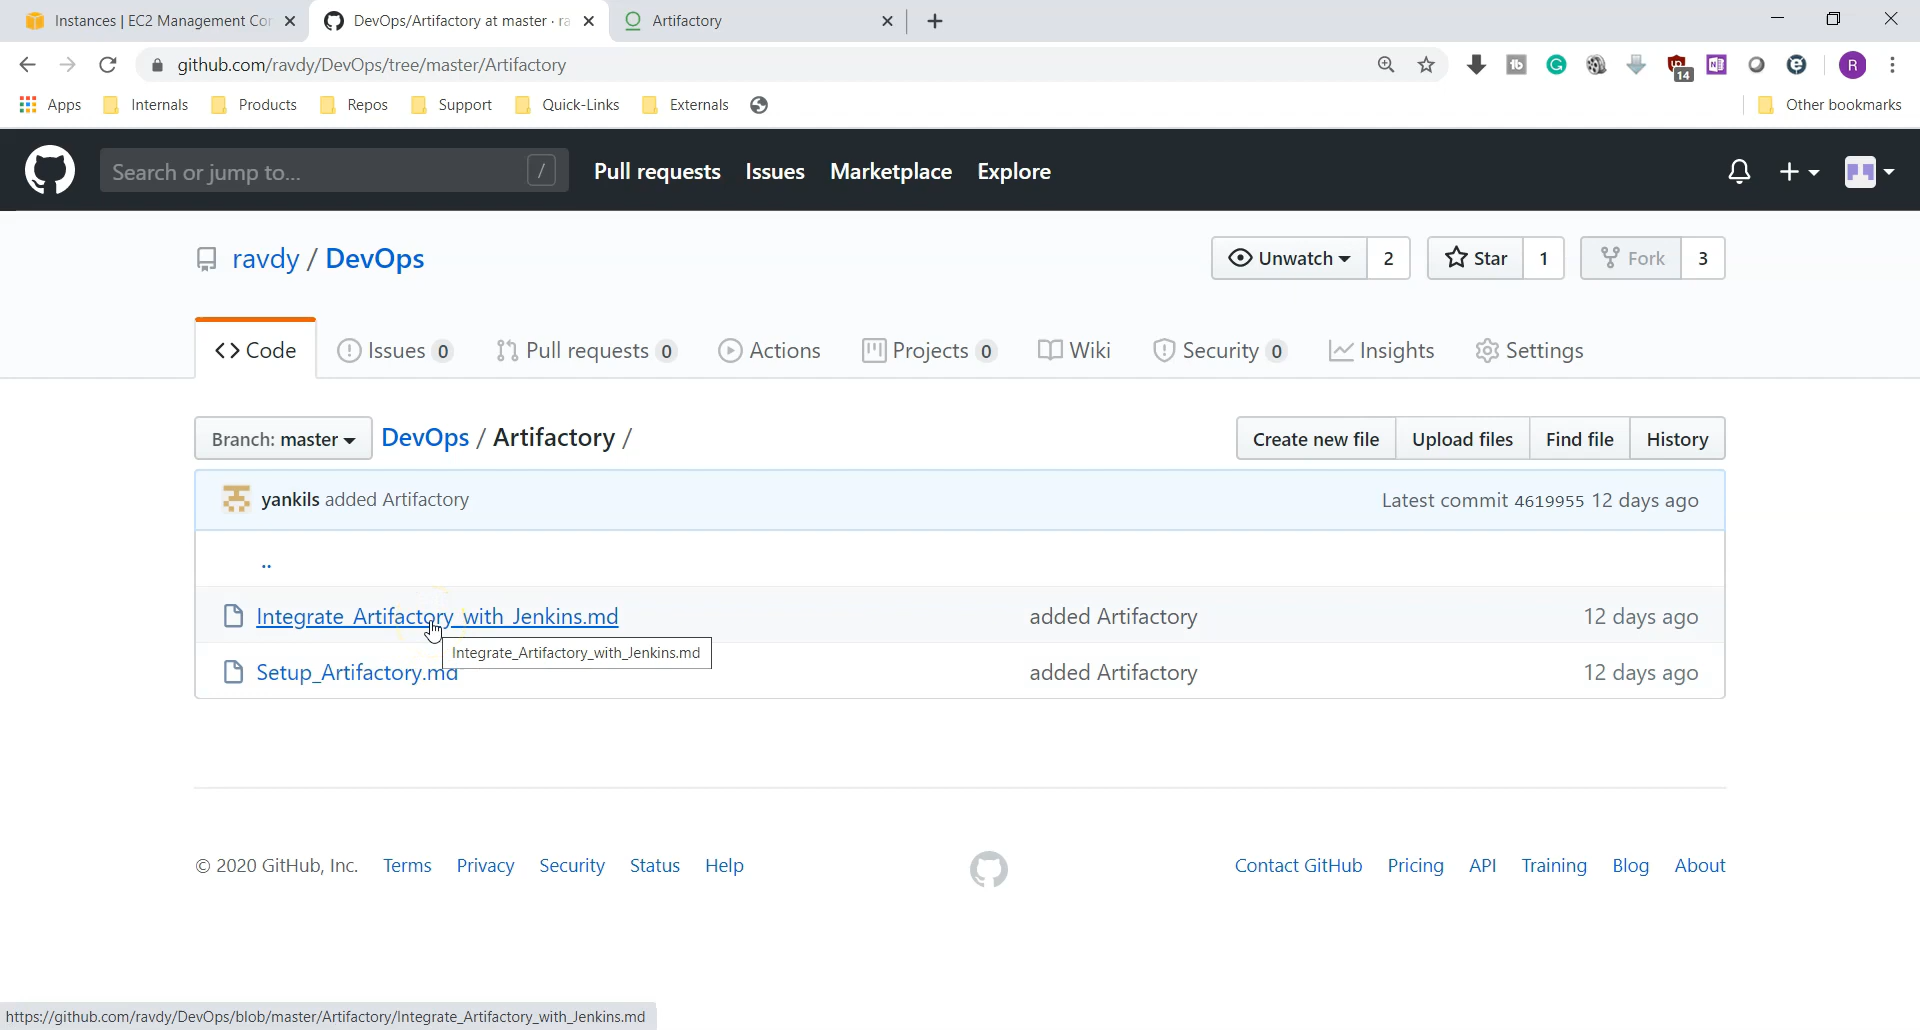 Instances | EC2 Management Cor
DevOps/Artifactory at master · ra
Artifactory
github.com/ravdy/DevOps/tree/master/Artifactory
14
R
Apps
Internals
Products
Repos
Support
Quick-Links
Externals
Other bookmarks
Search or jump to...
/
Pull requests
Issues
Marketplace
Explore
ravdy / DevOps
Unwatch 2
Star 1
Fork 3
Code
Issues 0
Pull requests 0
Actions
Projects 0
Wiki
Security 0
Insights
Settings
Branch: master
DevOps / Artifactory /
Create new file
Upload files
Find file
History
yankils added Artifactory
Latest commit 4619955 12 days ago
..
Integrate_Artifactory_with_Jenkins.md
added Artifactory
12 days ago
Integrate_Artifactory_with_Jenkins.md
Setup_Artifactory.md
added Artifactory
12 days ago
© 2020 GitHub, Inc.
Terms
Privacy
Security
Status
Help
Contact GitHub
Pricing
API
Training
Blog
About
https://github.com/ravdy/DevOps/blob/master/Artifactory/Integrate_Artifactory_with_Jenkins.md